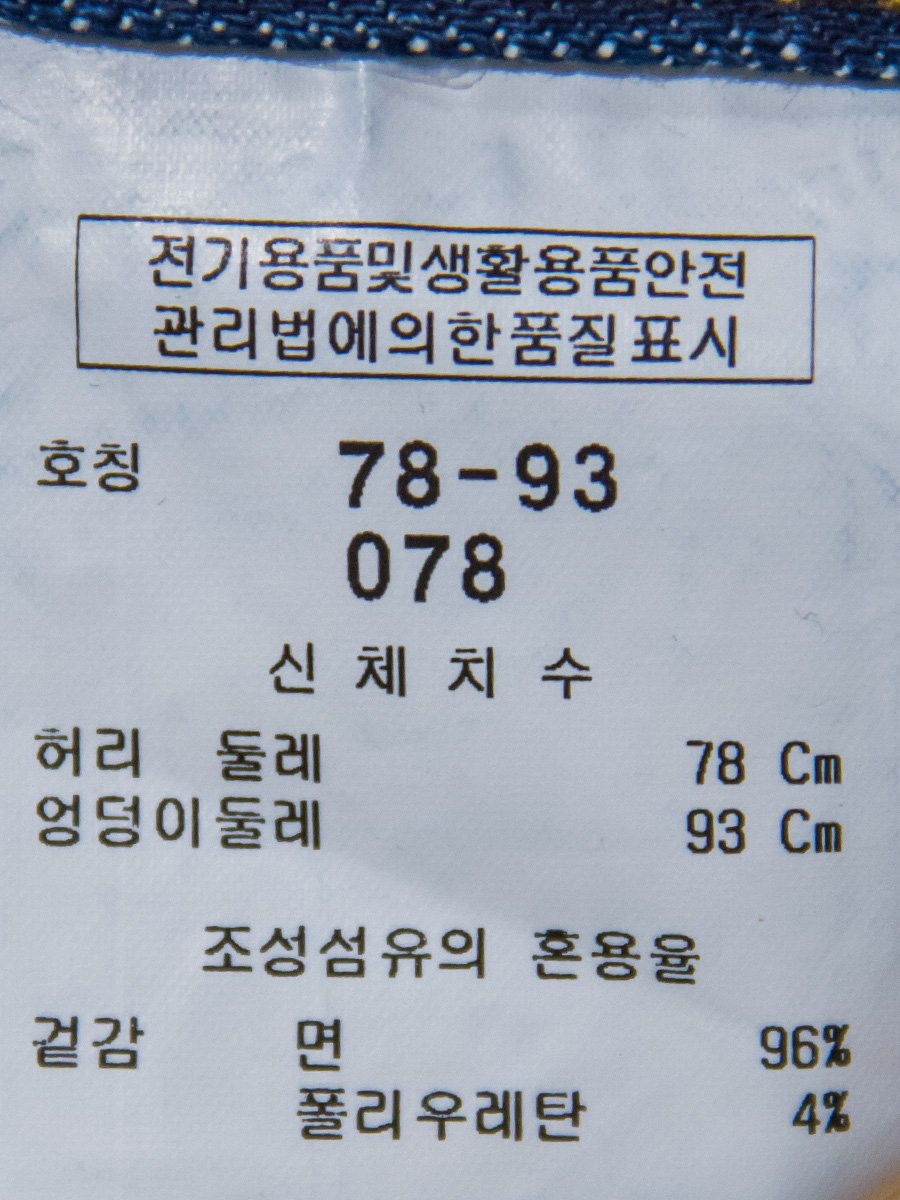 전기용품및생활용품안전
관리법에의한품질표시
호칭 78-93
078
신 체 치 수
허리 둘레 78 Cm
엉덩이둘레 93 Cm
조성섬유의 혼용율
겉감 면 96%
폴리우레탄 4%